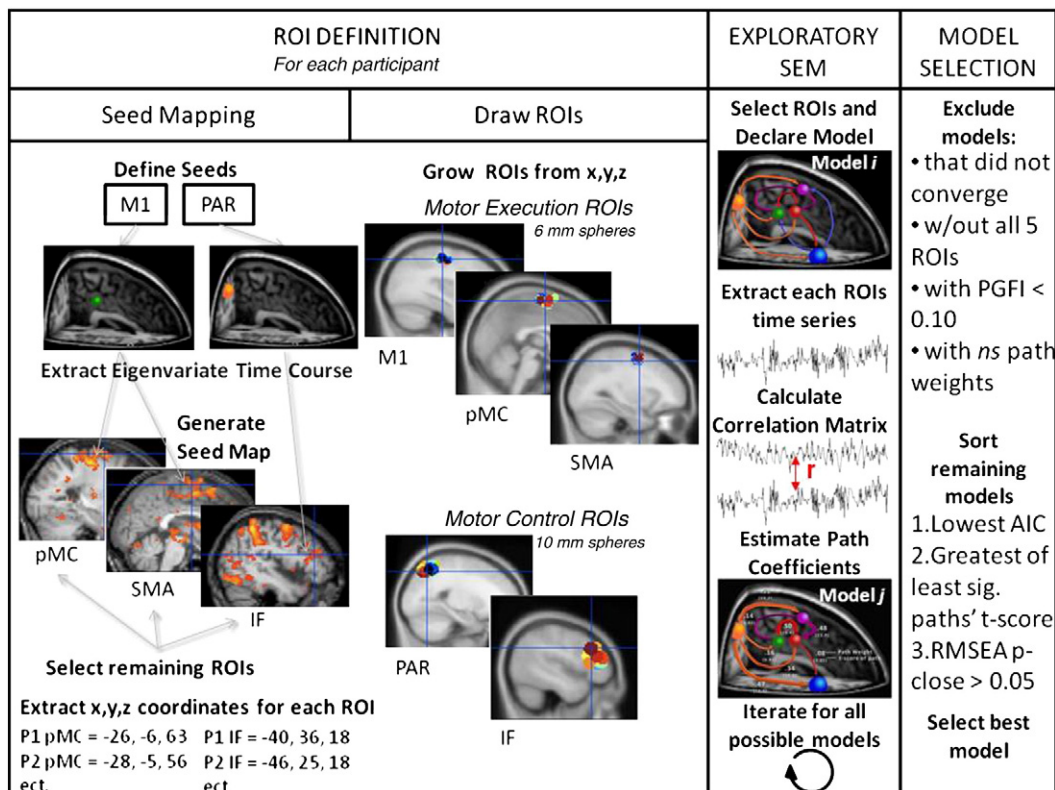 ROI DEFINITION
For each participant
Seed Mapping
Draw ROIs
Define Seeds
M1
PAR
Extract Eigenvariate Time Course
Generate
Seed Map
pMC
SMA
IF
Select remaining ROIs
Extract x,y,z coordinates for each ROI
P1 pMC = -26, -6, 63
P1 IF = -40, 36, 18
P2 pMC = -28, -5, 56
P2 IF = -46, 25, 18
ect.
ect
Grow ROIs from x,y,z
Motor Execution ROIs
6 mm spheres
M1
pMC
SMA
Motor Control ROIs
10 mm spheres
PAR
IF
EXPLORATORY
SEM
Select ROIs and
Declare Model
Model i
Extract each ROIs
time series
Calculate
Correlation Matrix
r
Estimate Path
Coefficients
Model j
Path Weight
Iterate for all
possible models
MODEL
SELECTION
Exclude
models:
• that did not
converge
• w/out all 5
ROIs
• with PGFI <
0.10
• with ns path
weights
Sort
remaining
models
1.Lowest AIC
2.Greatest of
least sig.
paths' t-score
3.RMSEA p-
close > 0.05
Select best
model